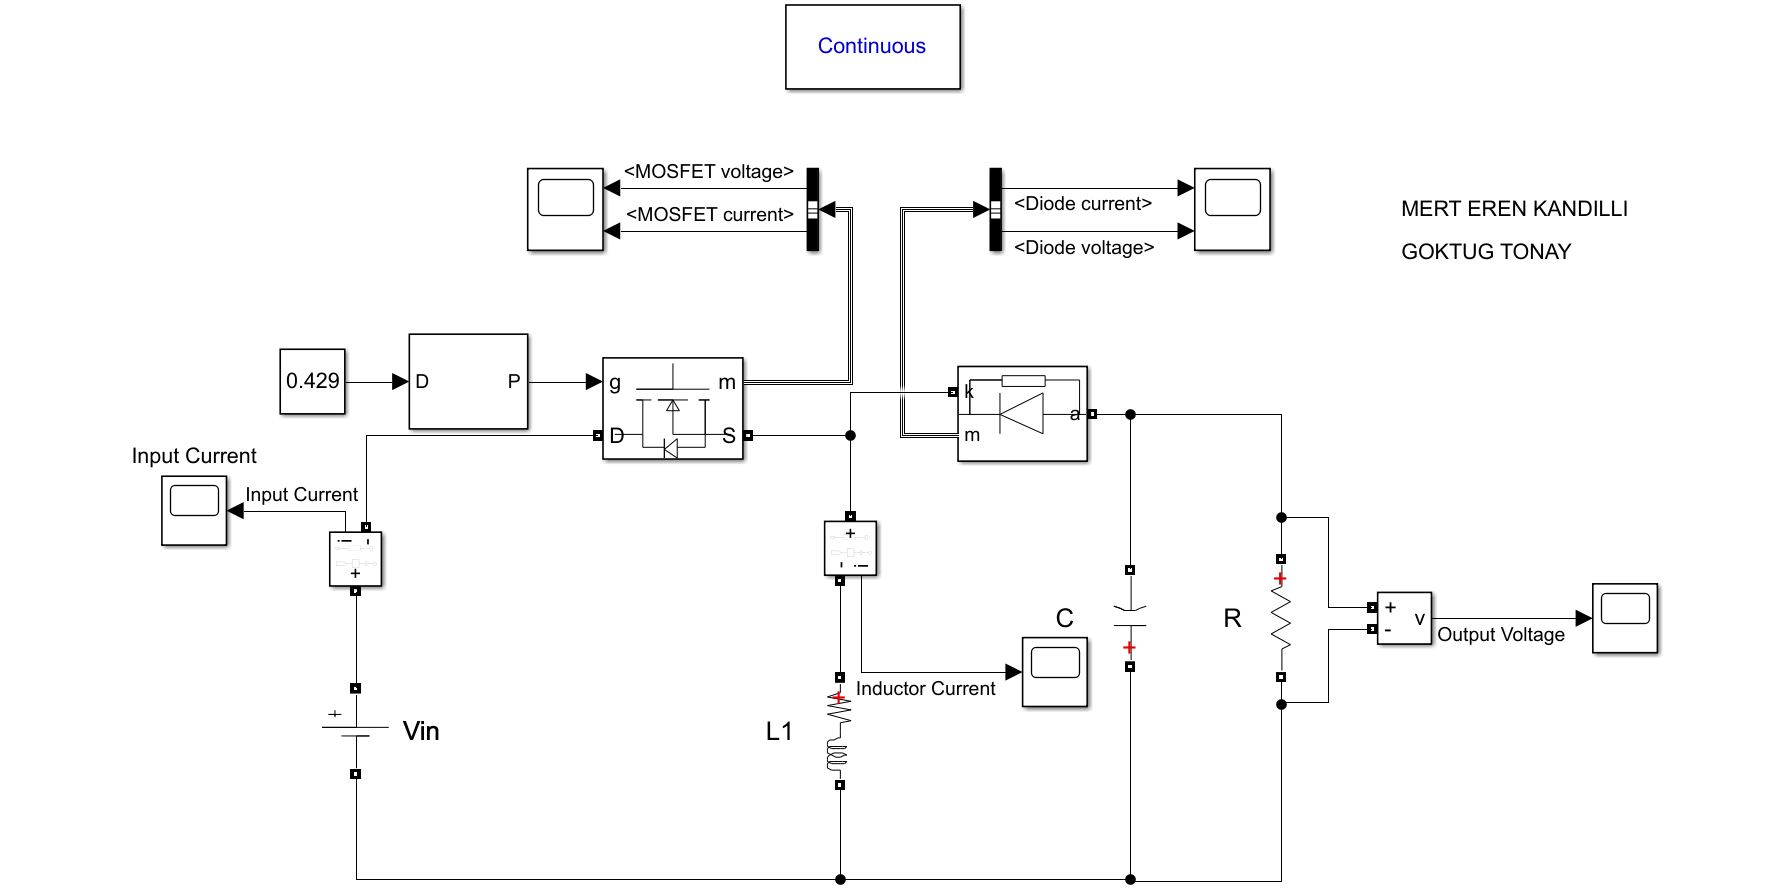 Continuous
<MOSFET voltage>
<MOSFET current>
<Diode current>
<Diode voltage>
MERT EREN KANDILLI
GOKTUG TONAY
0.429
D
P
g
m
D
S
k
a
m
Input Current
Input Current
i
-
+
+
-
i
C
R
+
+
-
v
Output Voltage
Inductor Current
+
+
+
Vin
L1